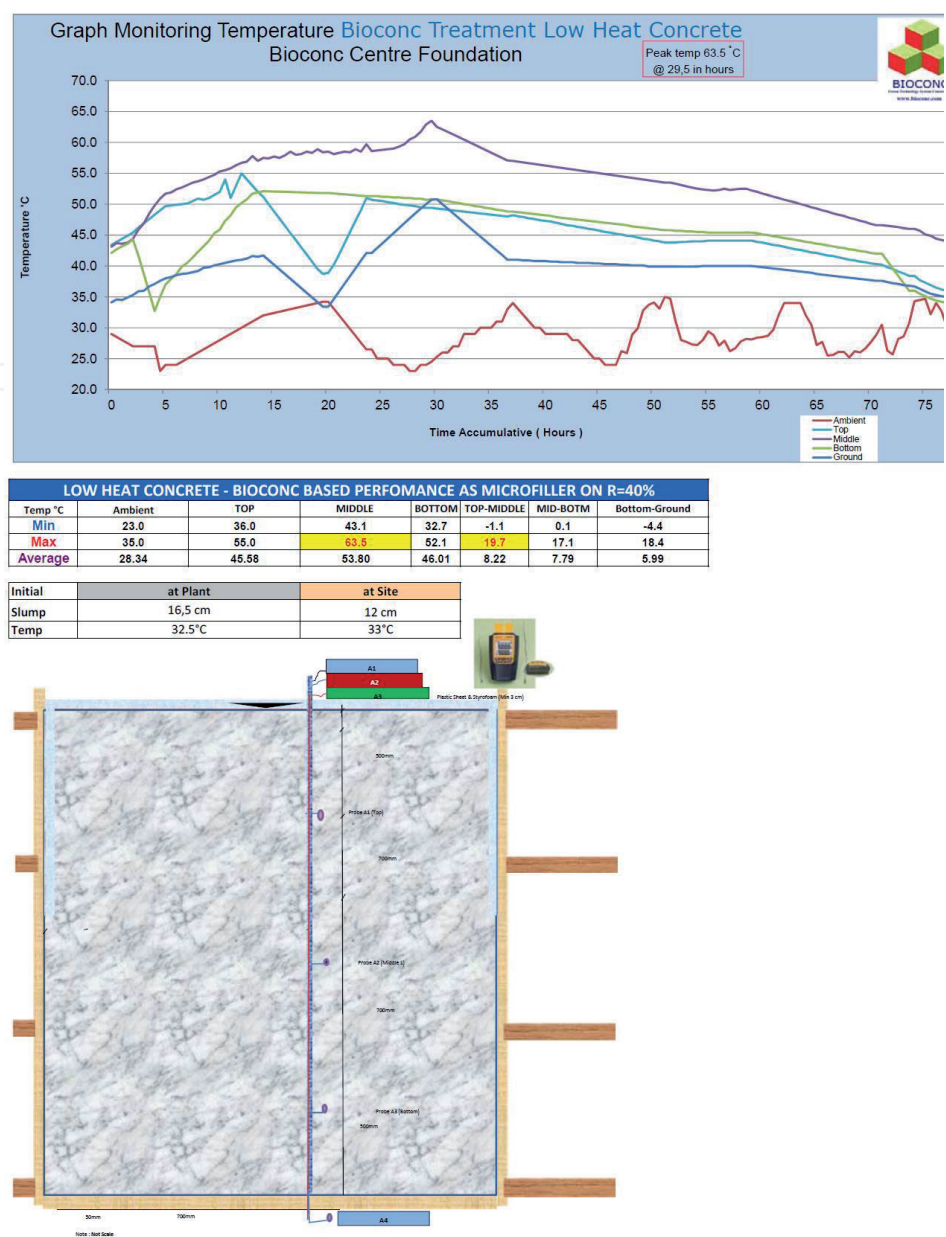 Graph Monitoring Temperature Bioconc Treatment Low Heat Concrete
Bioconc Centre Foundation
Peak temp 63.5 °C
@ 29,5 in hours
BIOCONC
www.bioconc.com
Temperature °C
70.0
65.0
60.0
55.0
50.0
45.0
40.0
35.0
30.0
25.0
20.0
0 5 10 15 20 25 30 35 40 45 50 55 60 65 70 75
Time Accumulative ( Hours )
Ambient
Top
Middle
Bottom
Ground
LOW HEAT CONCRETE - BIOCONC BASED PERFOMANCE AS MICROFILLER ON R=40%
Temp °C Ambient TOP MIDDLE BOTTOM TOP-MIDDLE MID-BOTM Bottom-Ground
Min 23.0 36.0 43.1 32.7 -1.1 0.1 -4.4
Max 35.0 55.0 63.5 52.1 19.7 17.1 18.4
Average 28.34 45.58 53.80 46.01 8.22 7.79 5.99
Initial at Plant at Site
Slump 16,5 cm 12 cm
Temp 32.5°C 33°C
A1
A2
A3
Plastic Sheet & Styrofoam (Min 3 cm)
500mm
Probe A1 (Top)
700mm
Probe A2 (Middle 1)
700mm
Probe A3 (Bottom)
500mm
50mm 700mm
A4
Note : Not Scale